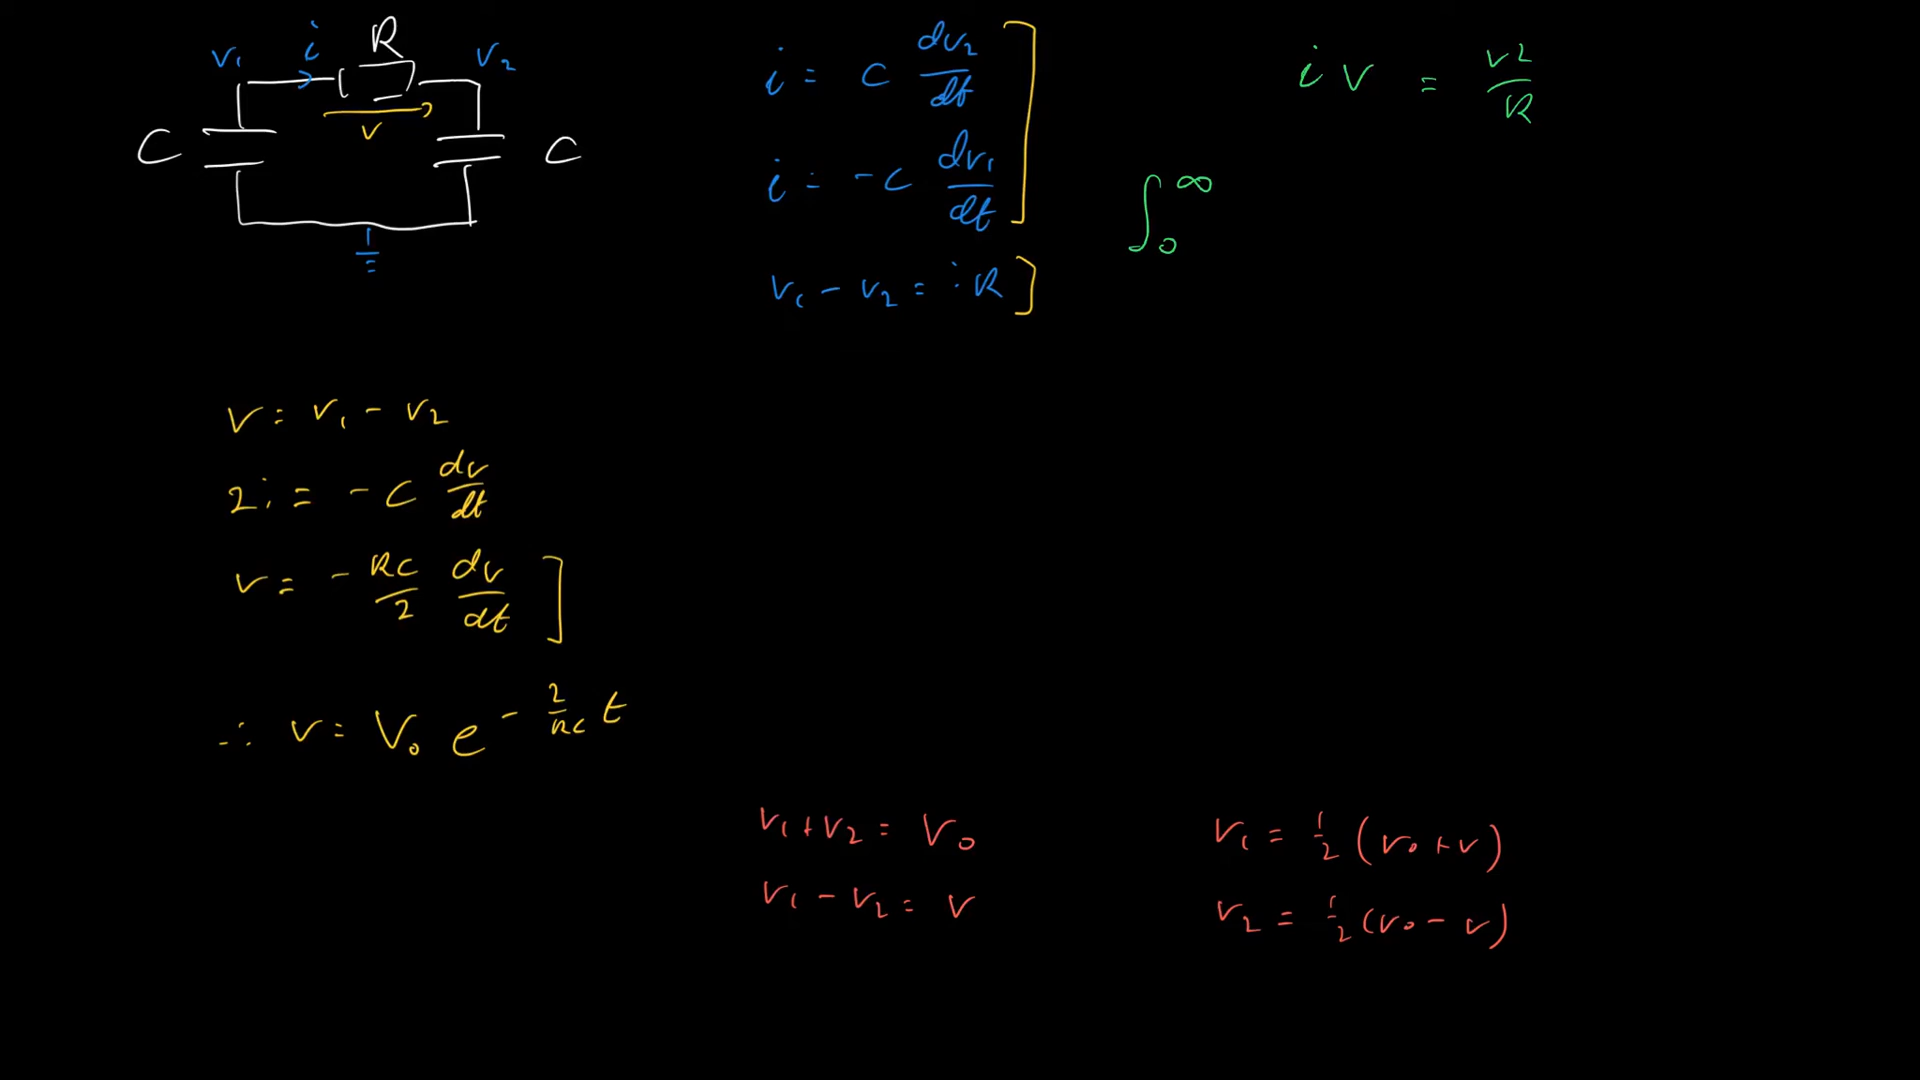 v₁ i R v₂
v
C C
i = C dv₂/dt
i = -C dv₁/dt
v₁ - v₂ = iR
iv = v²/R
∫₀^∞
v = v₁ - v₂
2i = -C dv/dt
v = -RC/2 dv/dt
∴ v = V₀ e^(-2/RC t)
v₁ + v₂ = V₀
v₁ - v₂ = v
v₁ = 1/2 (v₀ + v)
v₂ = 1/2 (v₀ - v)